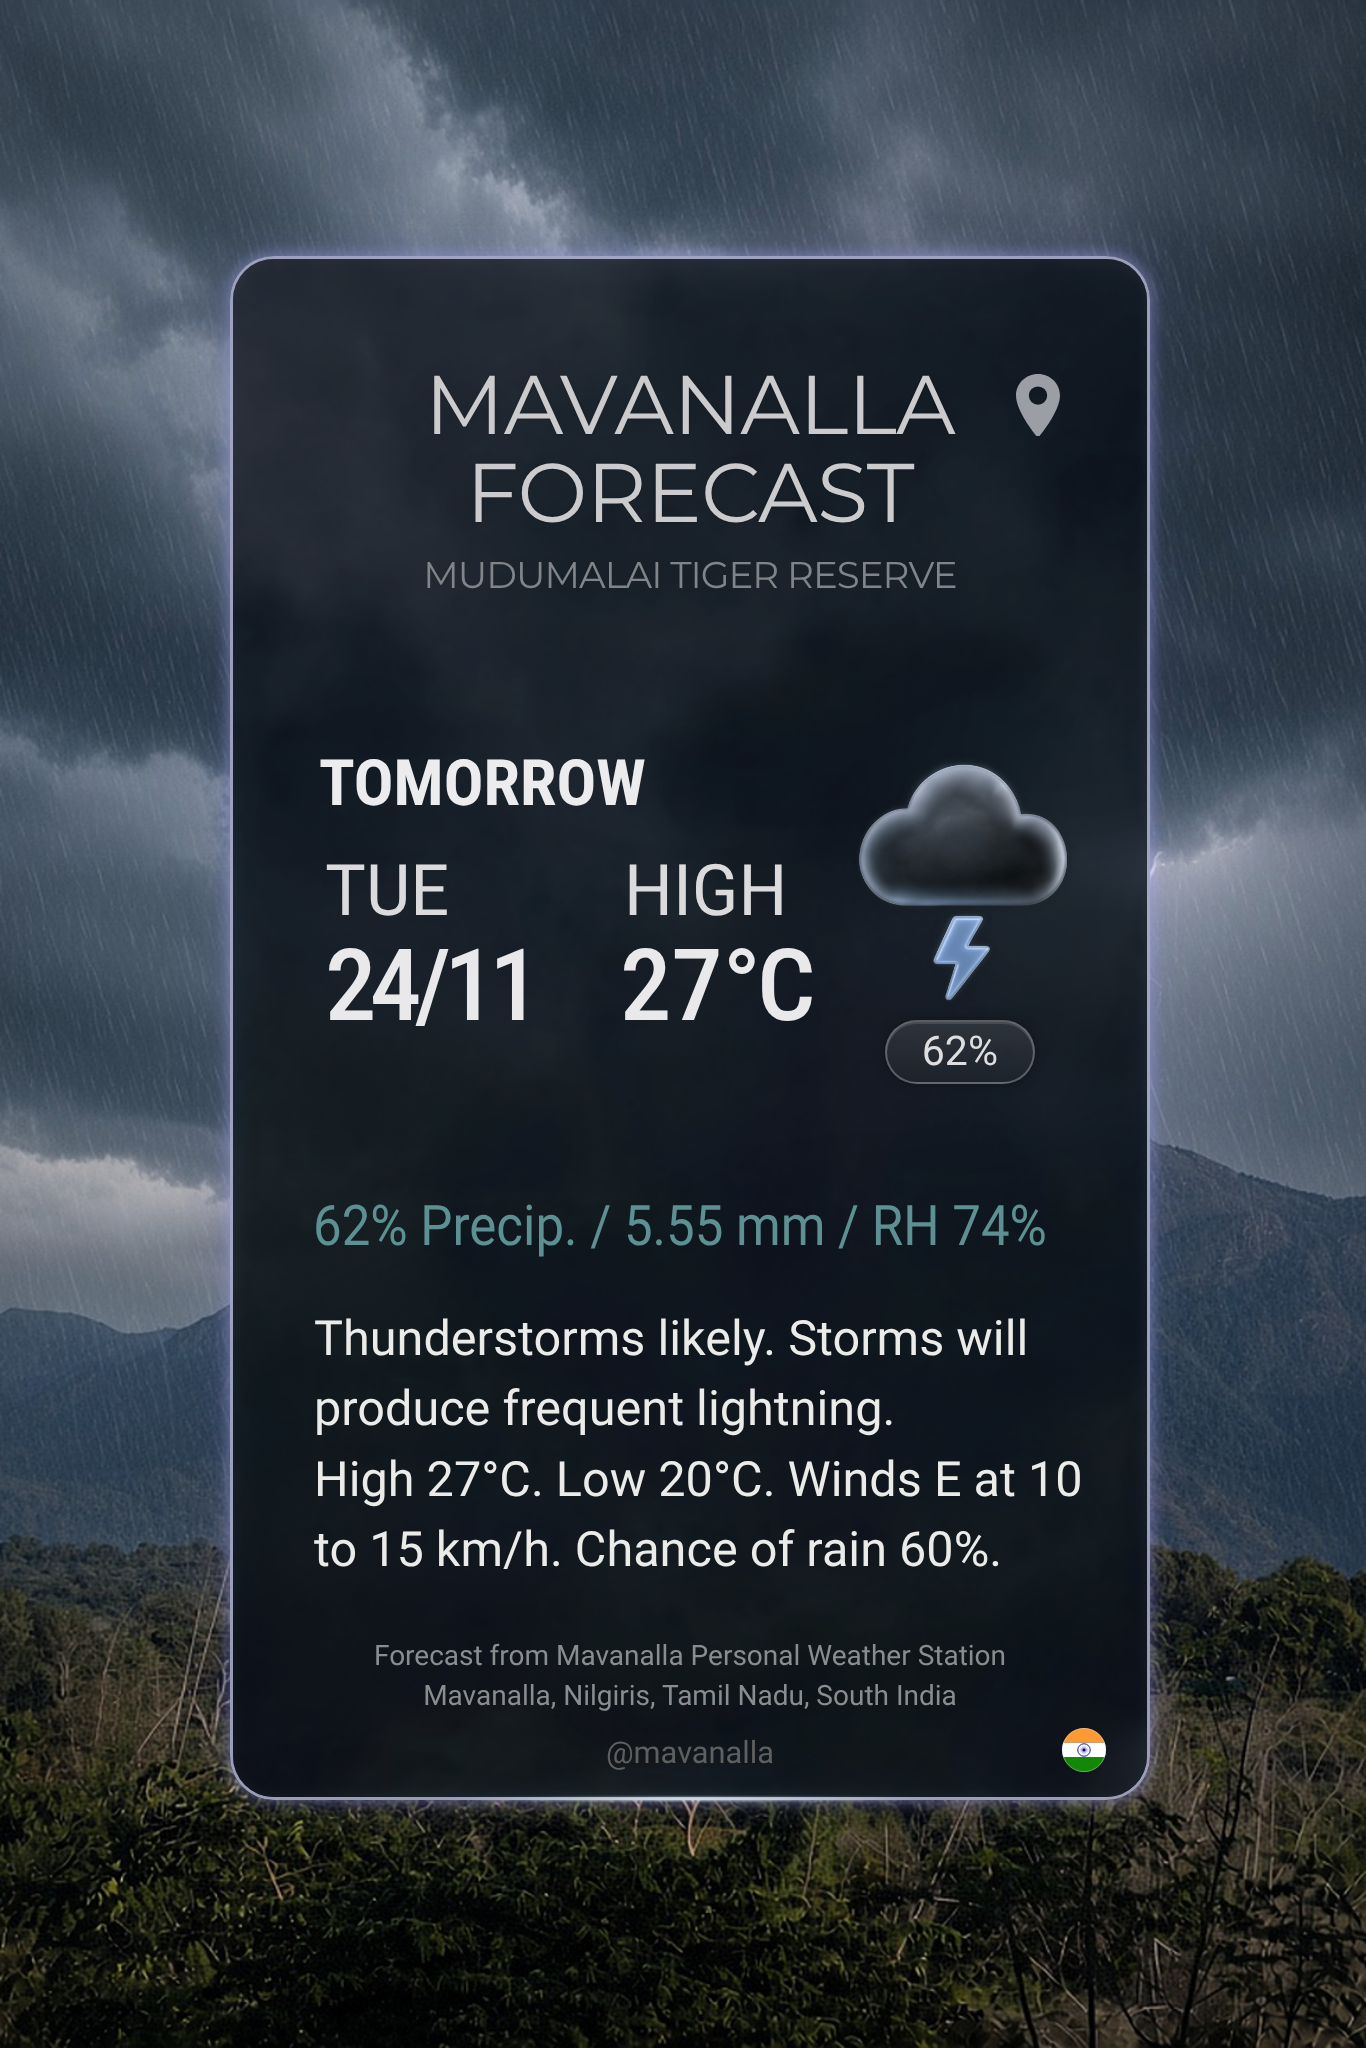 MAVANALLA
FORECAST
MUDUMALAI TIGER RESERVE
TOMORROW
TUE
24/11
HIGH
27°C
62%
62% Precip. / 5.55 mm / RH 74%
Thunderstorms likely. Storms will
produce frequent lightning.
High 27°C. Low 20°C. Winds E at 10
to 15 km/h. Chance of rain 60%.
Forecast from Mavanalla Personal Weather Station
Mavanalla, Nilgiris, Tamil Nadu, South India
@mavanalla